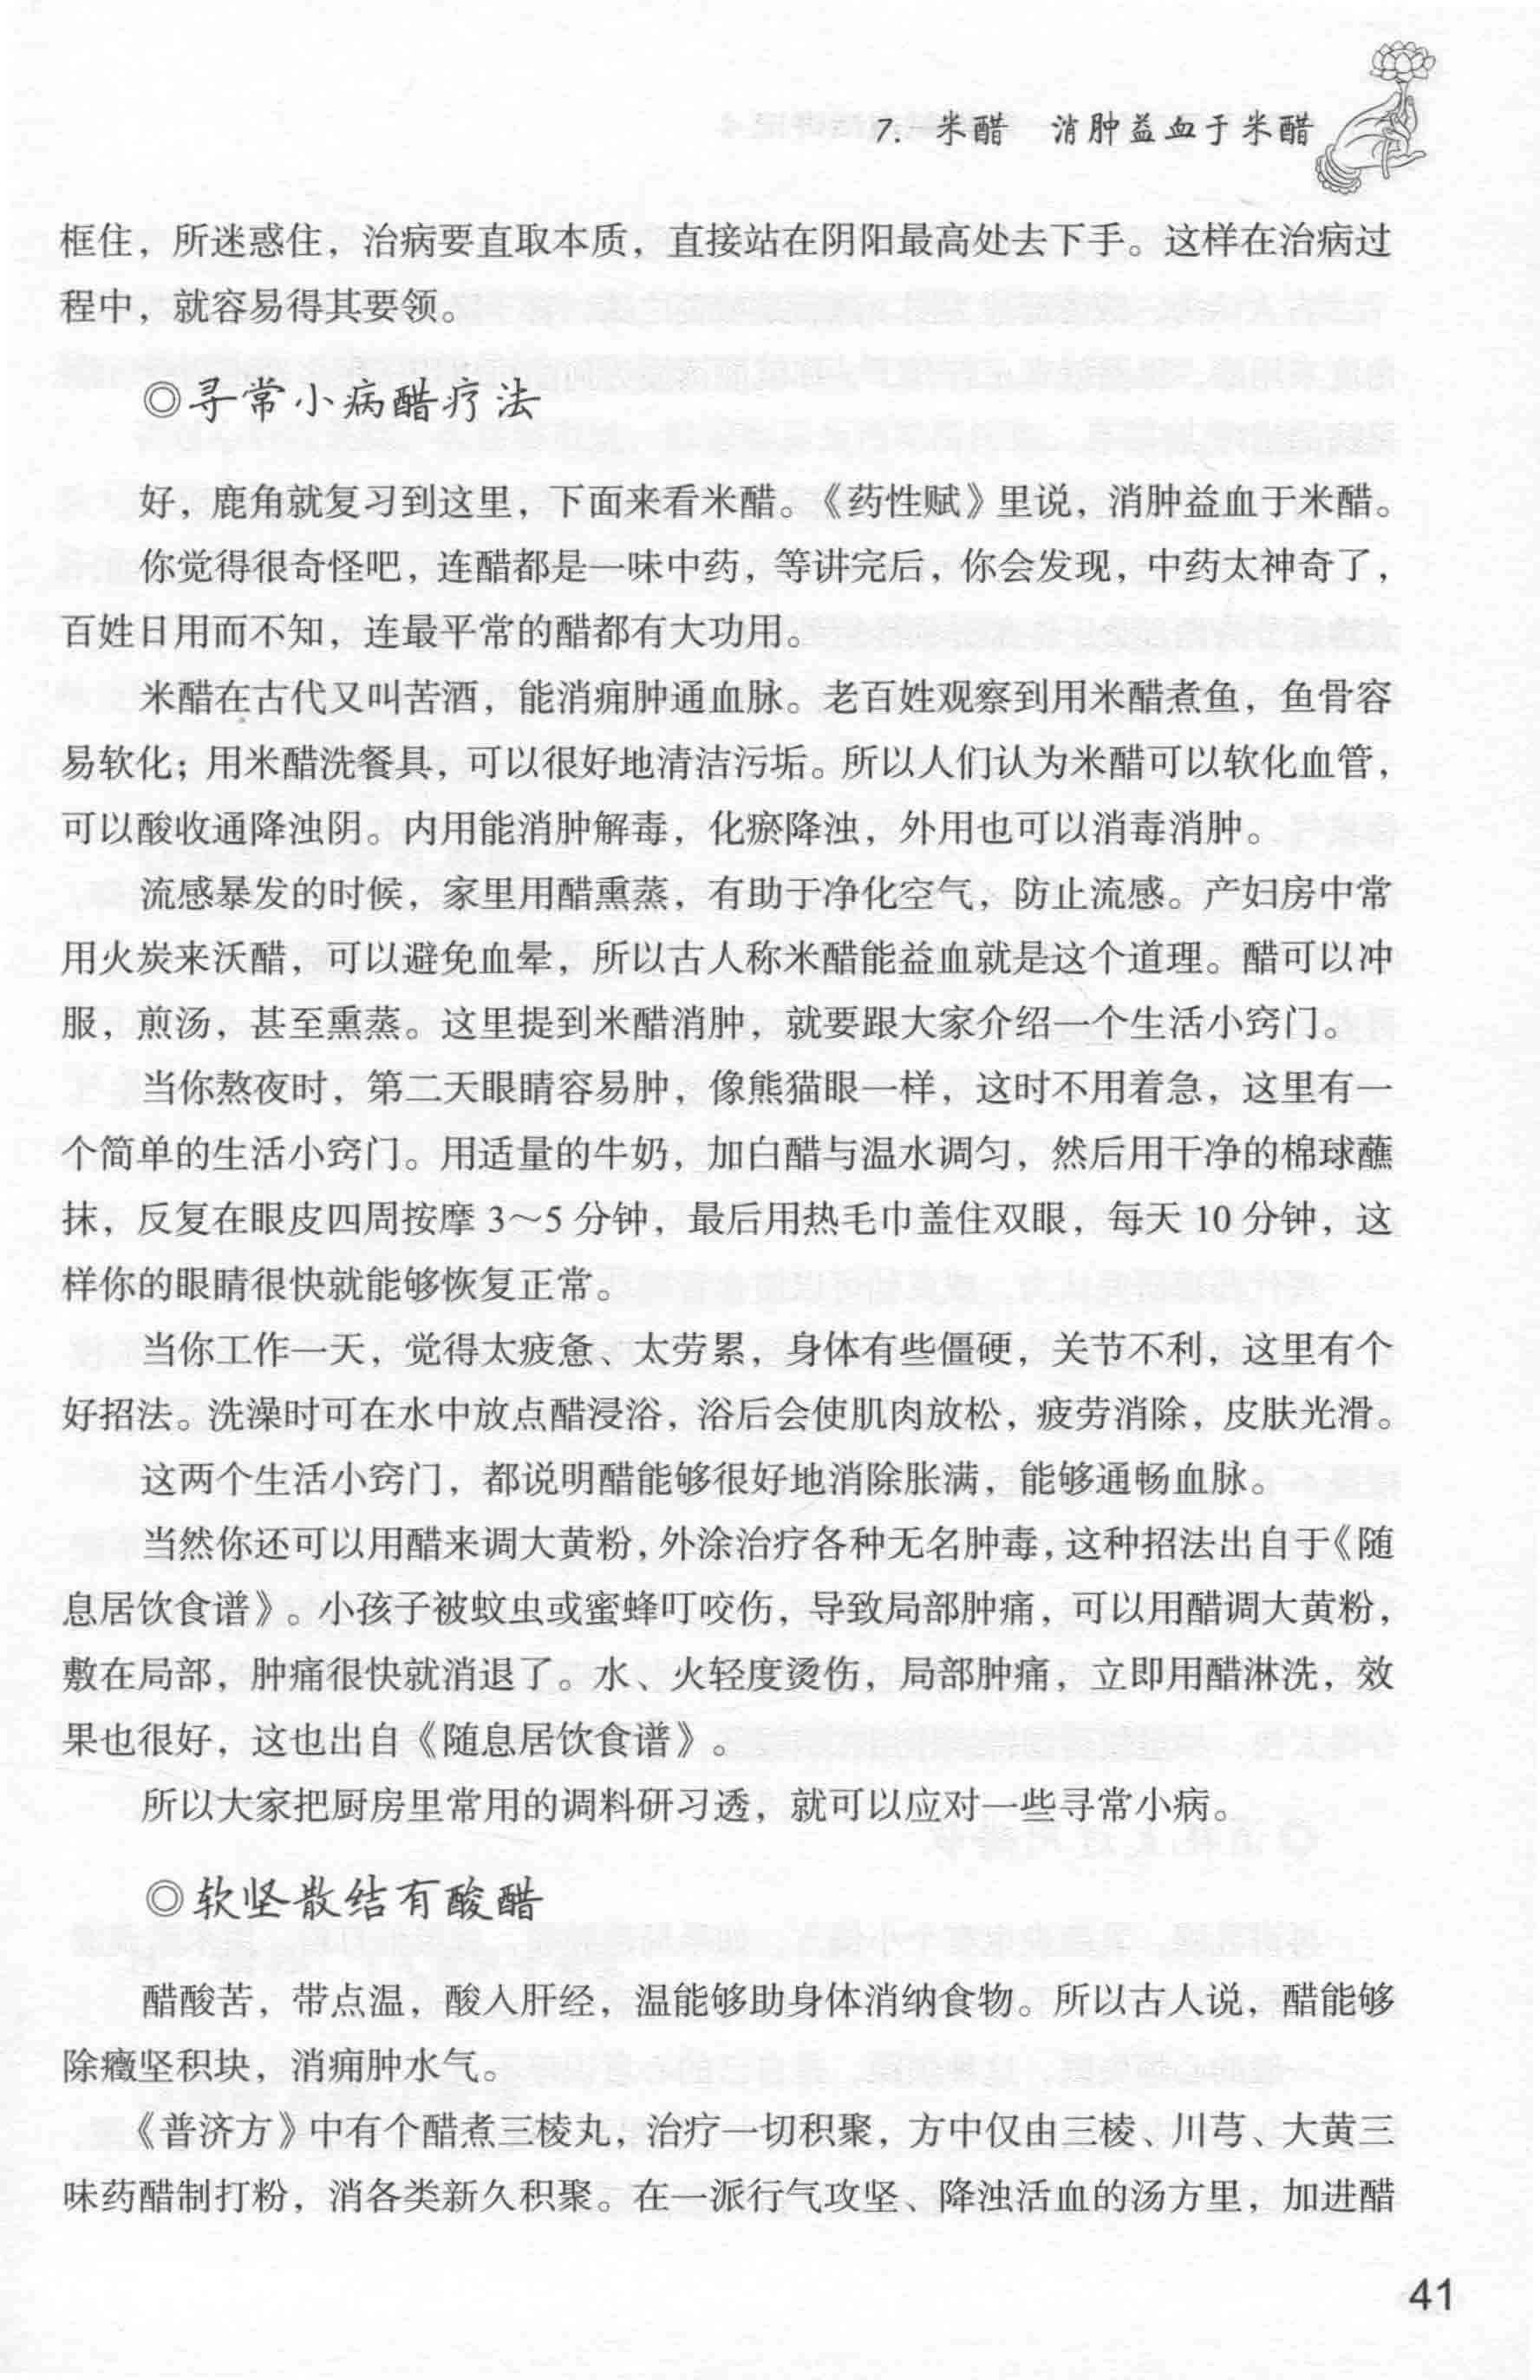 7. 米醋　消肿益血于米醋
框住，所迷惑住，治病要直取本质，直接站在阴阳最高处去下手。这样在治病过
程中，就容易得其要领。
◎寻常小病醋疗法
好，鹿角就复习到这里，下面来看米醋。《药性赋》里说，消肿益血于米醋。
你觉得很奇怪吧，连醋都是一味中药，等讲完后，你会发现，中药太神奇了，
百姓日用而不知，连最平常的醋都有大功用。
米醋在古代又叫苦酒，能消痈肿通血脉。老百姓观察到用米醋煮鱼，鱼骨容
易软化；用米醋洗餐具，可以很好地清洁污垢。所以人们认为米醋可以软化血管，
可以酸收通降浊阴。内用能消肿解毒，化瘀降浊，外用也可以消毒消肿。
流感暴发的时候，家里用醋熏蒸，有助于净化空气，防止流感。产妇房中常
用火炭来沃醋，可以避免血晕，所以古人称米醋能益血就是这个道理。醋可以冲
服，煎汤，甚至熏蒸。这里提到米醋消肿，就要跟大家介绍一个生活小窍门。
当你熬夜时，第二天眼睛容易肿，像熊猫眼一样，这时不用着急，这里有一
个简单的生活小窍门。用适量的牛奶，加白醋与温水调匀，然后用干净的棉球蘸
抹，反复在眼皮四周按摩 3～5 分钟，最后用热毛巾盖住双眼，每天 10 分钟，这
样你的眼睛很快就能够恢复正常。
当你工作一天，觉得太疲惫、太劳累，身体有些僵硬，关节不利，这里有个
好招法。洗澡时可在水中放点醋浸浴，浴后会使肌肉放松，疲劳消除，皮肤光滑。
这两个生活小窍门，都说明醋能够很好地消除胀满，能够通畅血脉。
当然你还可以用醋来调大黄粉，外涂治疗各种无名肿毒，这种招法出自于《随
息居饮食谱》。小孩子被蚊虫或蜜蜂叮咬伤，导致局部肿痛，可以用醋调大黄粉，
敷在局部，肿痛很快就消退了。水、火轻度烫伤，局部肿痛，立即用醋淋洗，效
果也很好，这也出自《随息居饮食谱》。
所以大家把厨房里常用的调料研习透，就可以应对一些寻常小病。
◎软坚散结有酸醋
醋酸苦，带点温，酸入肝经，温能够助身体消纳食物。所以古人说，醋能够
除癥坚积块，消痈肿水气。
《普济方》中有个醋煮三棱丸，治疗一切积聚，方中仅由三棱、川芎、大黄三
味药醋制打粉，消各类新久积聚。在一派行气攻坚、降浊活血的汤方里，加进醋
41